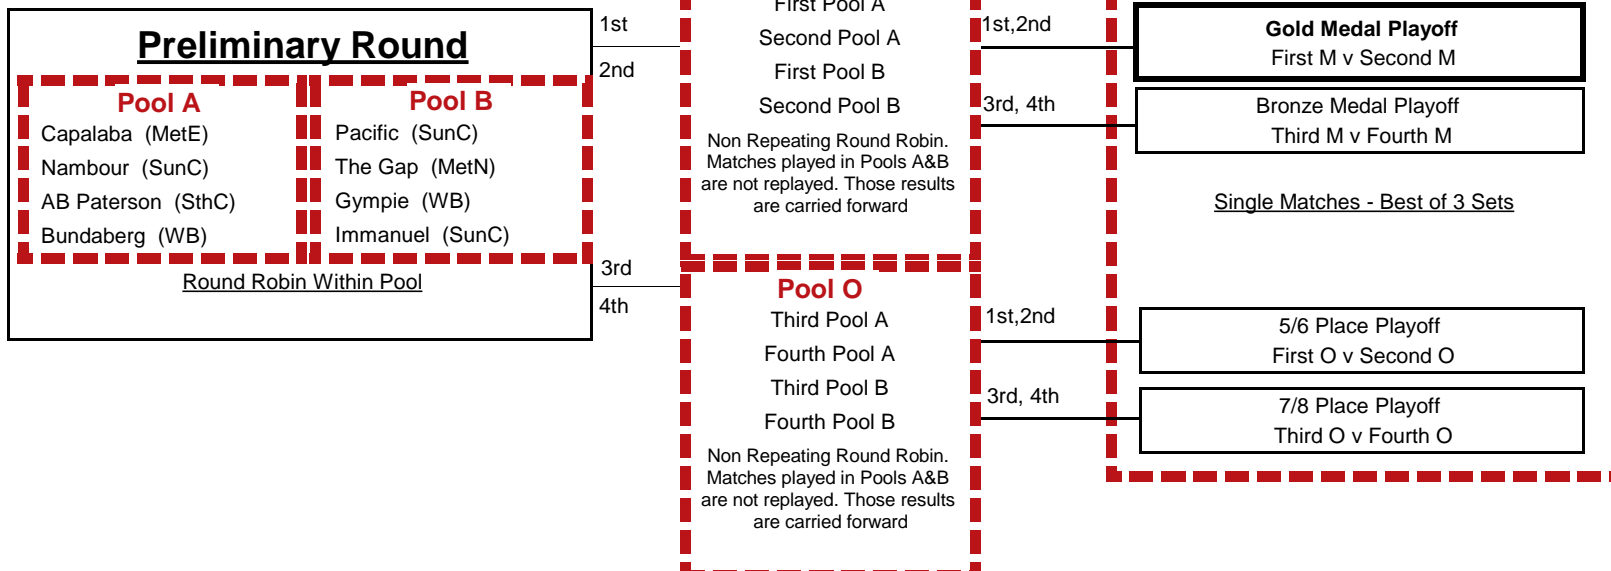 Preliminary Round
Pool A
Capalaba (MetE)
Nambour (SunC)
AB Paterson (SthC)
Bundaberg (WB)
Pool B
Pacific (SunC)
The Gap (MetN)
Gympie (WB)
Immanuel (SunC)
Round Robin Within Pool
1st
2nd
3rd
4th
First Pool A
Second Pool A
First Pool B
Second Pool B
Non Repeating Round Robin.
Matches played in Pools A&B
are not replayed. Those results
are carried forward
Pool O
Third Pool A
Fourth Pool A
Third Pool B
Fourth Pool B
Non Repeating Round Robin.
Matches played in Pools A&B
are not replayed. Those results
are carried forward
1st,2nd
3rd, 4th
1st,2nd
3rd, 4th
Gold Medal Playoff
First M v Second M
Bronze Medal Playoff
Third M v Fourth M
Single Matches - Best of 3 Sets
5/6 Place Playoff
First O v Second O
7/8 Place Playoff
Third O v Fourth O